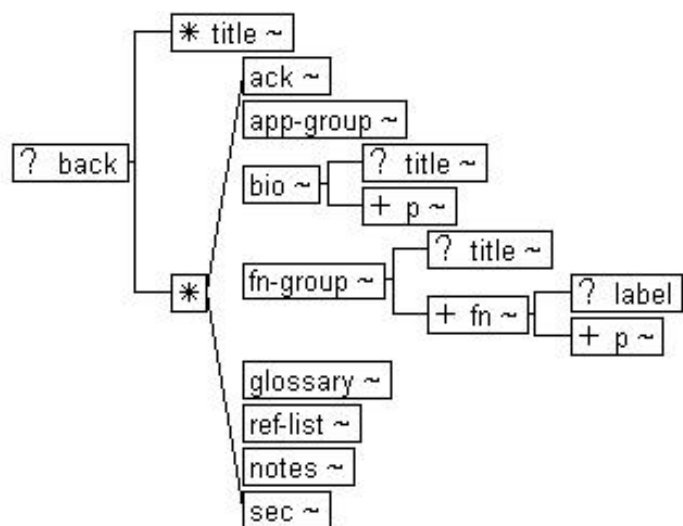 * title ~
ack ~
app-group ~
? back
bio ~
? title ~
+ p ~
*
fn-group ~
? title ~
+ fn ~
? label
+ p ~
glossary ~
ref-list ~
notes ~
sec ~